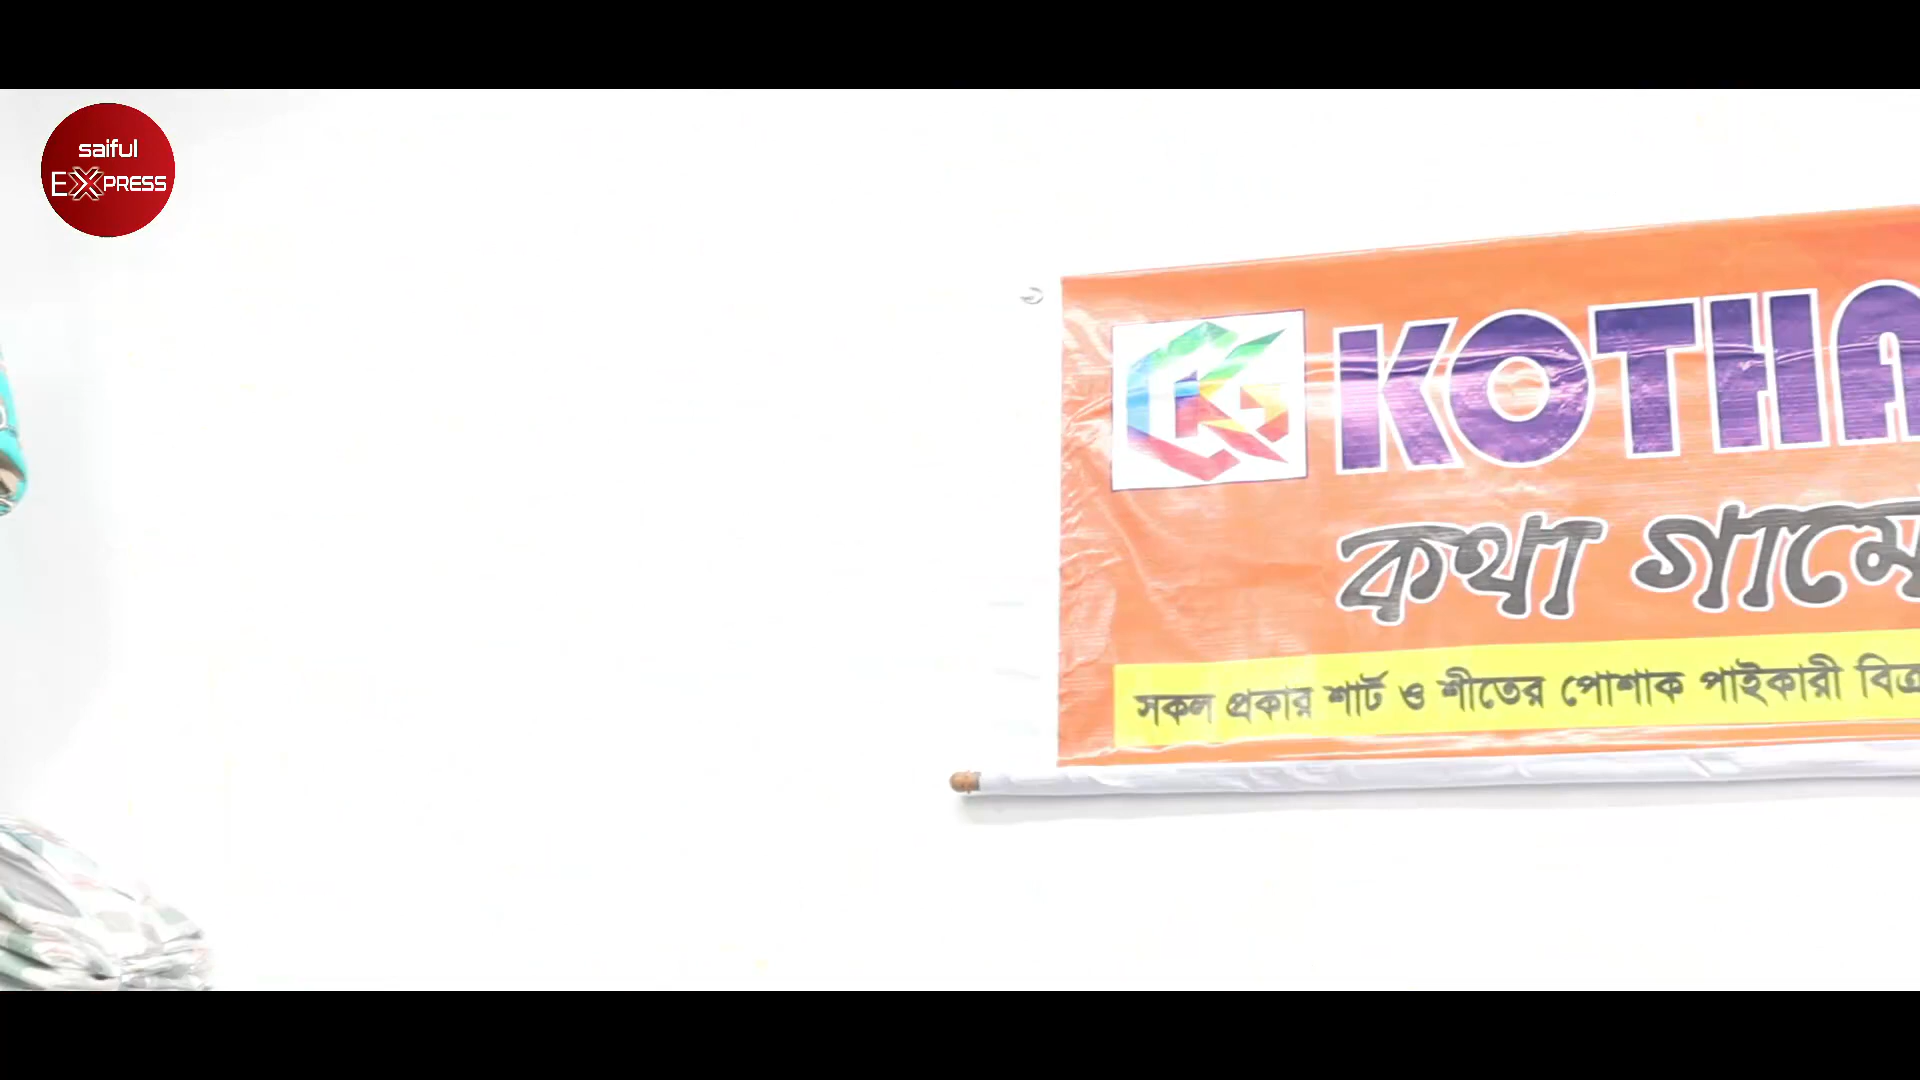 saiful
EXPRESS
KOTHA
কথা
সকল প্রকার শার্ট ও শীতের পোশাক পাইকারী